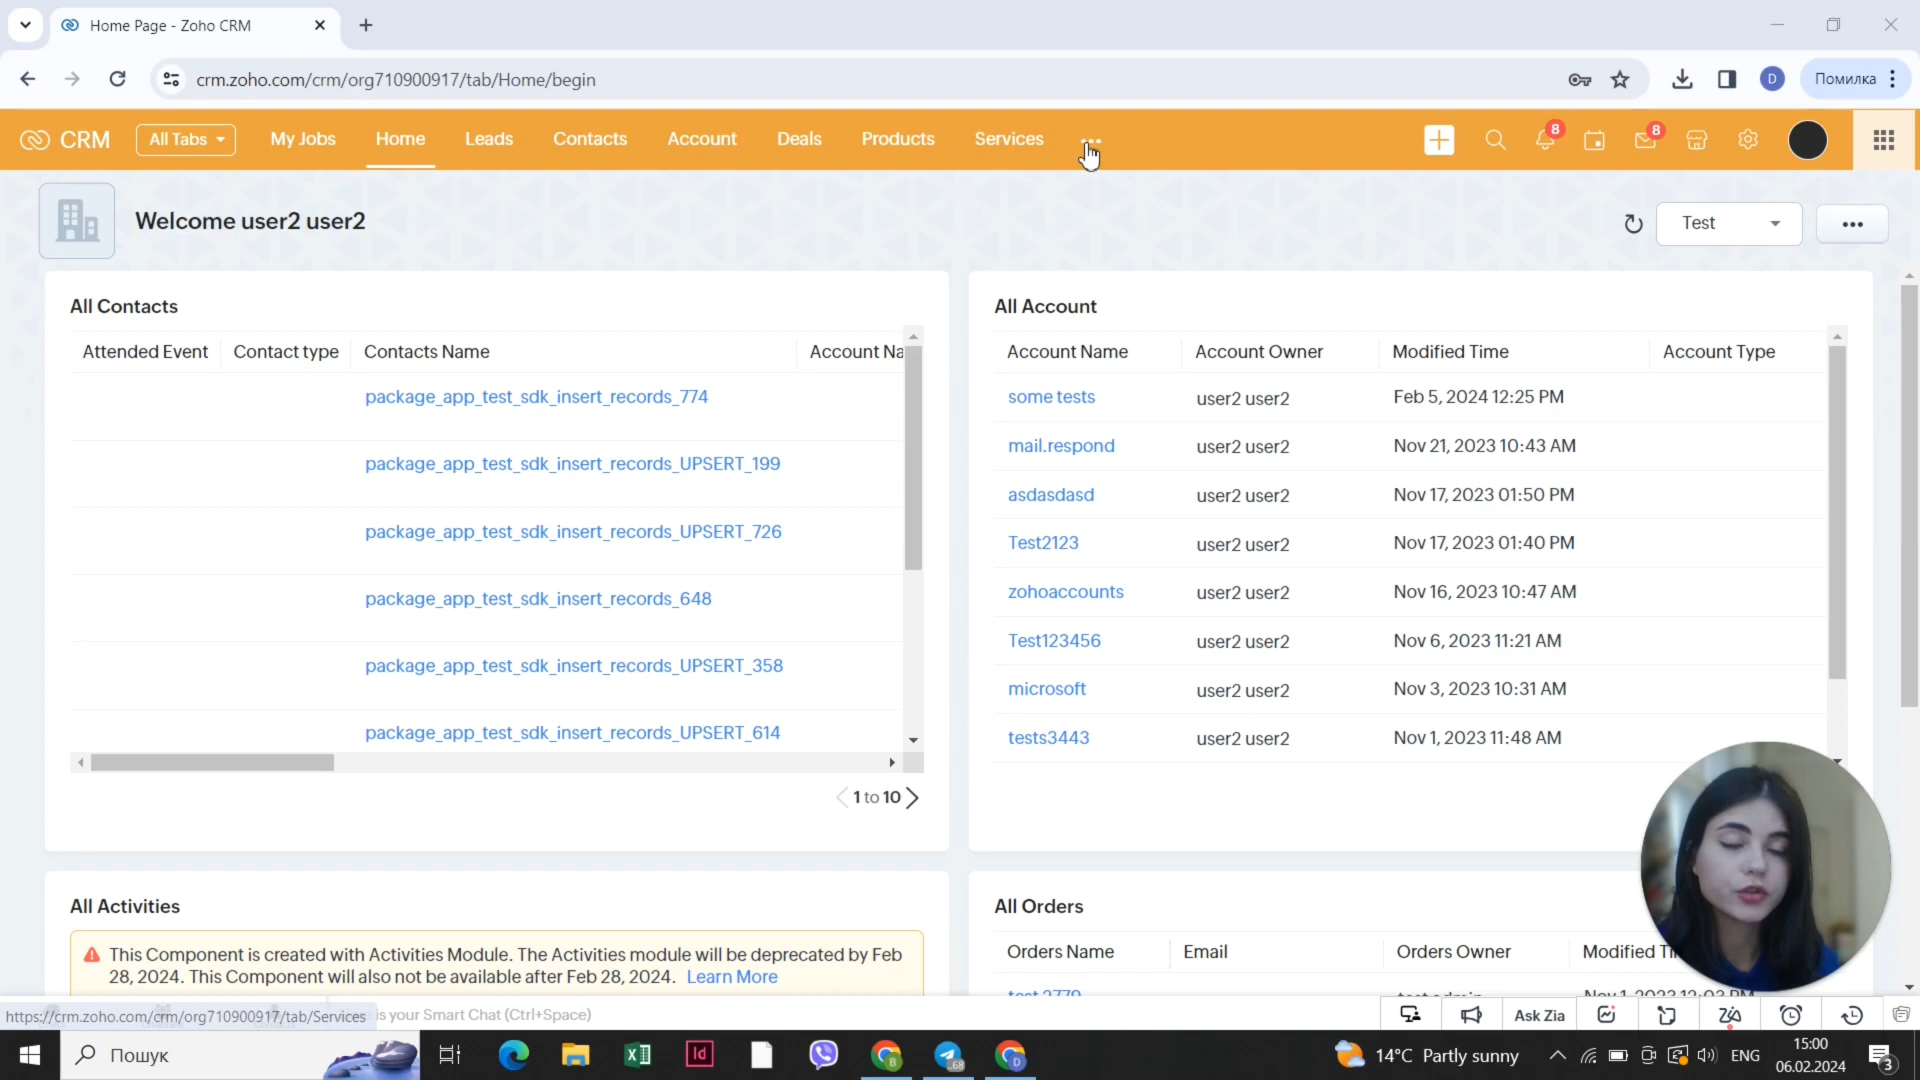 Home Page - Zoho CRM
crm.zoho.com/crm/org710900917/tab/Home/begin
D
Помилка
CRM
All Tabs
My Jobs
Home
Leads
Contacts
Account
Deals
Products
Services
8
8
Welcome user2 user2
Test
All Contacts
Attended Event Contact type Contacts Name Account Na
package_app_test_sdk_insert_records_774
package_app_test_sdk_insert_records_UPSERT_199
package_app_test_sdk_insert_records_UPSERT_726
package_app_test_sdk_insert_records_648
package_app_test_sdk_insert_records_UPSERT_358
package_app_test_sdk_insert_records_UPSERT_614
1 to 10
All Account
Account Name Account Owner Modified Time Account Type
some tests user2 user2 Feb 5, 2024 12:25 PM
mail.respond user2 user2 Nov 21, 2023 10:43 AM
asdasdasd user2 user2 Nov 17, 2023 01:50 PM
Test2123 user2 user2 Nov 17, 2023 01:40 PM
zohoaccounts user2 user2 Nov 16, 2023 10:47 AM
Test123456 user2 user2 Nov 6, 2023 11:21 AM
microsoft user2 user2 Nov 3, 2023 10:31 AM
tests3443 user2 user2 Nov 1, 2023 11:48 AM
All Activities
This Component is created with Activities Module. The Activities module will be deprecated by Feb
28, 2024. This Component will also not be available after Feb 28, 2024. Learn More
All Orders
Orders Name Email Orders Owner Modified Ti
https://crm.zoho.com/crm/org710900917/tab/Services
is your Smart Chat (Ctrl+Space)
Ask Zia
Пошук
Id
B
68
D
14°C Partly sunny
ENG
15:00
06.02.2024
3